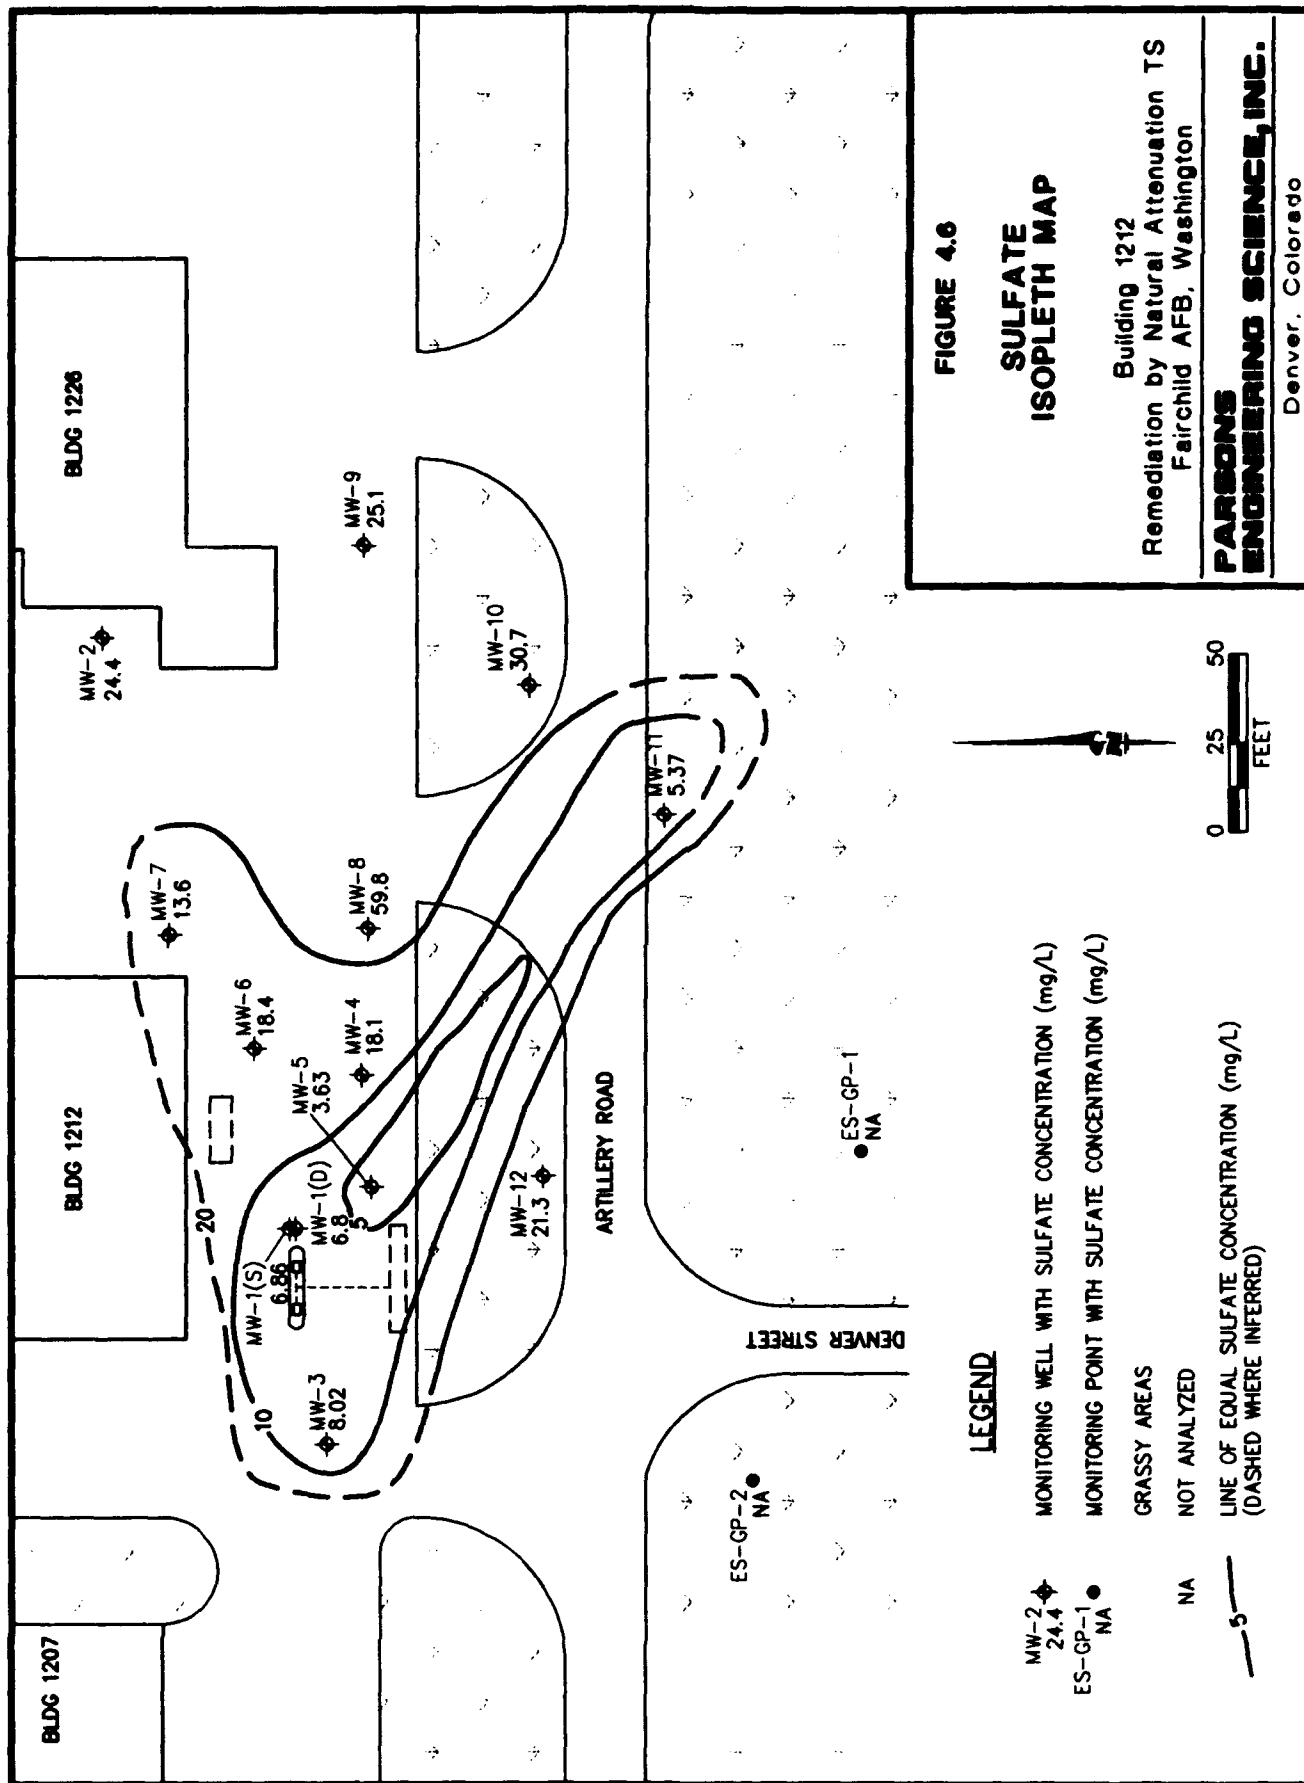 BLDG 1207
BLDG 1212
BLDG 1226
MW-2
24.4
MW-7
13.6
MW-6
18.4
20
MW-9
25.1
MW-8
59.8
MW-4
18.1
MW-5
3.63
MW-1(S)
6.86
MW-1(D)
6.8
5
10
MW-3
8.02
MW-10
30.7
MW-12
21.3
MW-11
5.37
ARTILLERY ROAD
DENVER STREET
ES-GP-1
NA
ES-GP-2
NA
N
0 25 50
FEET
LEGEND
MW-2
24.4
MONITORING WELL WITH SULFATE CONCENTRATION (mg/L)
ES-GP-1
NA
MONITORING POINT WITH SULFATE CONCENTRATION (mg/L)
GRASSY AREAS
NA NOT ANALYZED
5 LINE OF EQUAL SULFATE CONCENTRATION (mg/L)
(DASHED WHERE INFERRED)
FIGURE 4.6
SULFATE
ISOPLETH MAP
Building 1212
Remediation by Natural Attenuation TS
Fairchild AFB, Washington
PARSONS
ENGINEERING SCIENCE, INC.
Denver, Colorado